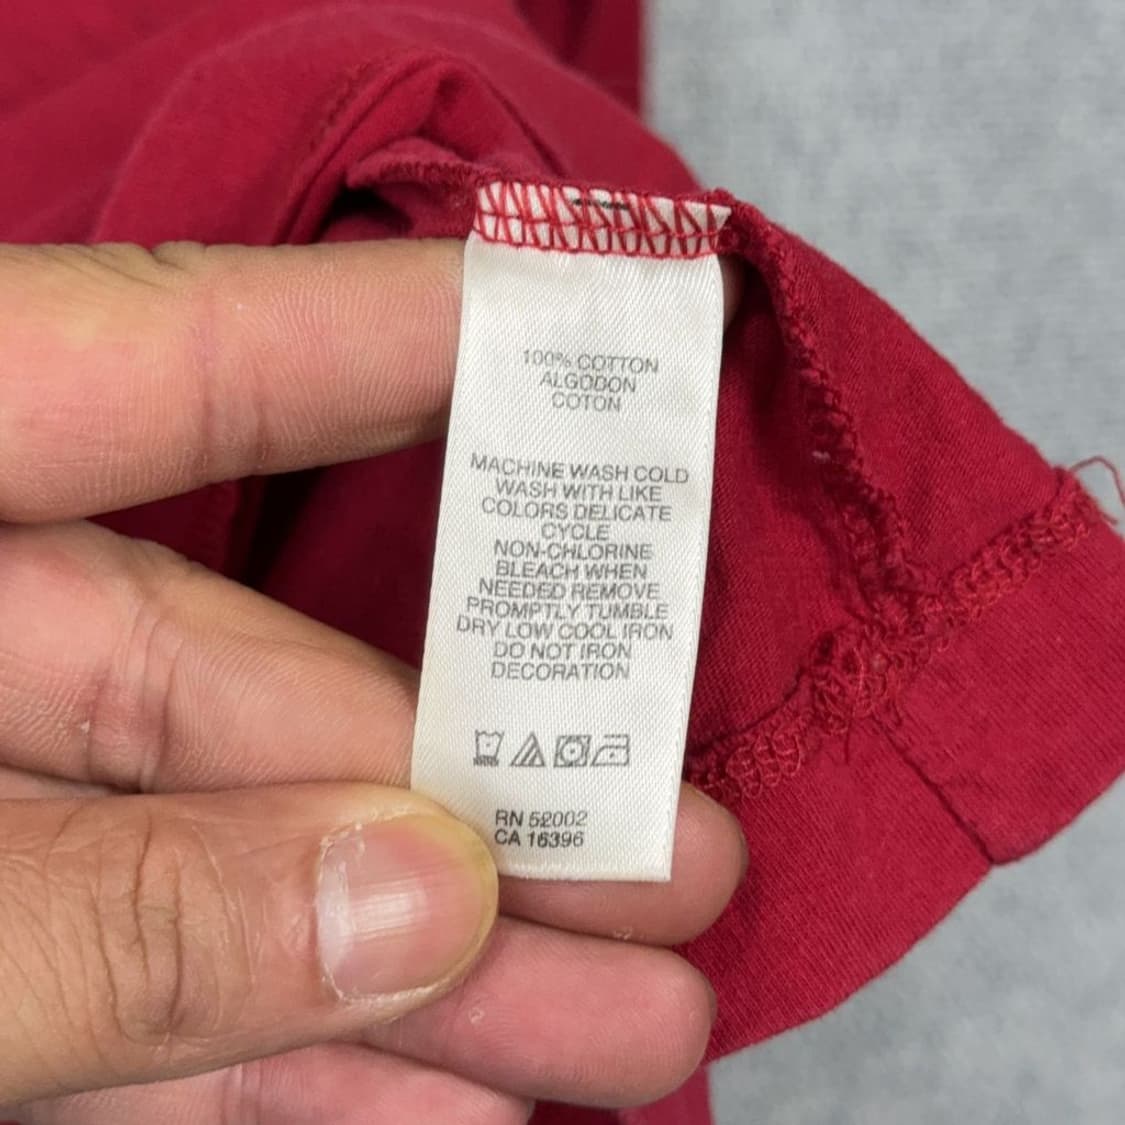 100% COTTON
ALGODON
COTON
MACHINE WASH COLD
WASH WITH LIKE
COLORS DELICATE
CYCLE
NON-CHLORINE
BLEACH WHEN
NEEDED REMOVE
PROMPTLY TUMBLE
DRY LOW COOL IRON
DO NOT IRON
DECORATION
RN 52002
CA 16396